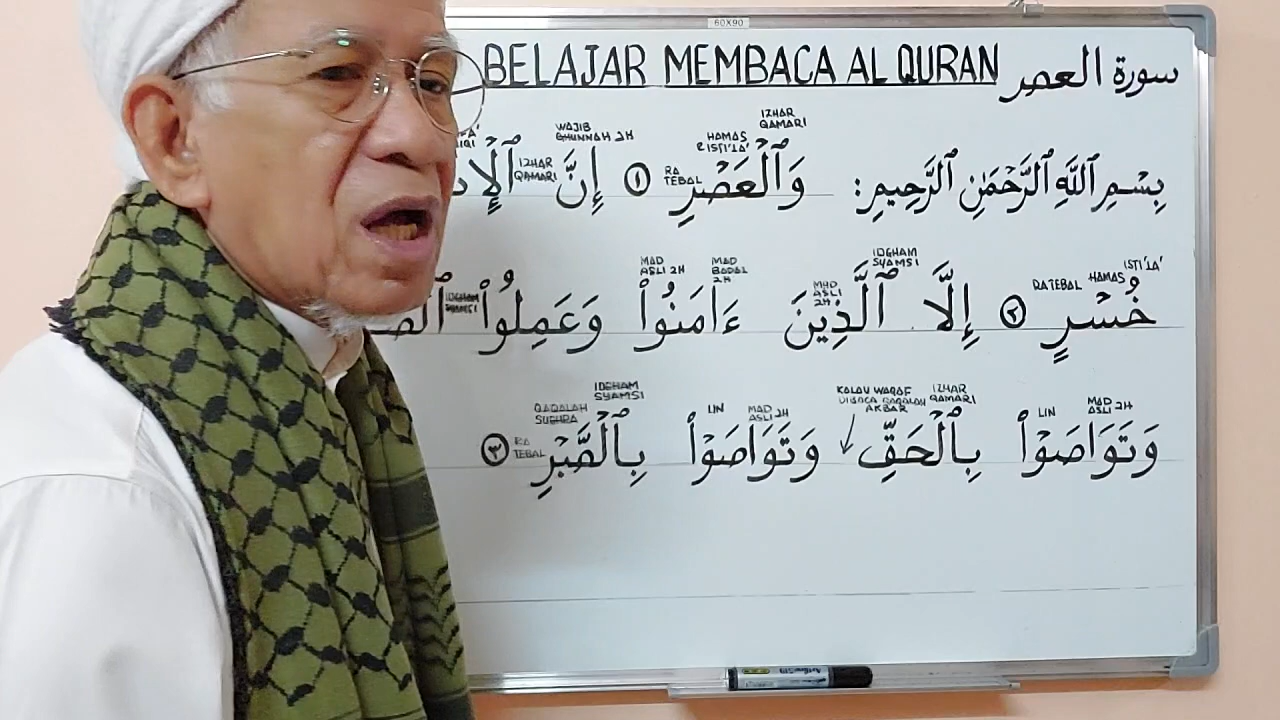 60X90
BELAJAR MEMBACA AL QURAN سورة العصر
IZHAR QAMARI
HAMAS & ISTI'LA'
RA TEBAL
WAJIB GHUNNAH 2H
IZHAR QAMARI
بِسْمِ ٱللَّهِ ٱلرَّحْمَٰنِ ٱلرَّحِيمِ: وَٱلْعَصْرِ ١ إِنَّ
ISTI'LA'
HAMAS
RA TEBAL
IDGHAM SYAMSI
MAD ASLI 2H
MAD BADAL 2H
MAD ASLI 2H
IDGHAM SYAMSI
خُسْرٍ ٢ إِلَّا ٱلَّذِينَ ءَامَنُوا۟ وَعَمِلُوا۟
MAD ASLI 2H
LIN
IZHAR QAMARI
KALAU WAQAF DIBACA QALQALAH AKBAR
MAD ASLI 2H
LIN
IDGHAM SYAMSI
QALQALAH SUGHRA
RA TEBAL
وَتَوَاصَوْا۟ بِٱلْحَقِّ وَتَوَاصَوْا۟ بِٱلصَّبْرِ ٣